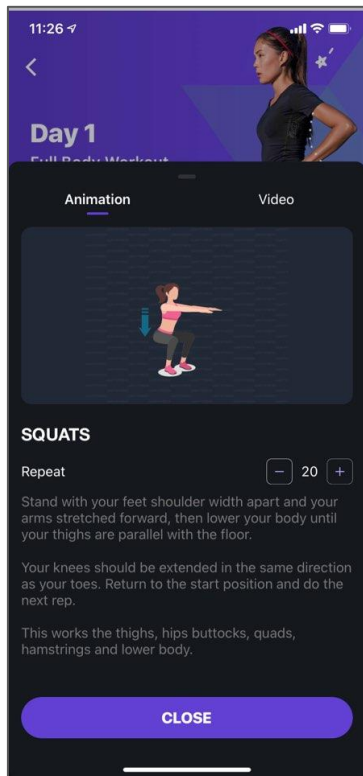 11:26
Day 1
Full Body Workout
Animation Video
SQUATS
Repeat − 20 +
Stand with your feet shoulder width apart and your
arms stretched forward, then lower your body until
your thighs are parallel with the floor.
Your knees should be extended in the same direction
as your toes. Return to the start position and do the
next rep.
This works the thighs, hips buttocks, quads,
hamstrings and lower body.
CLOSE